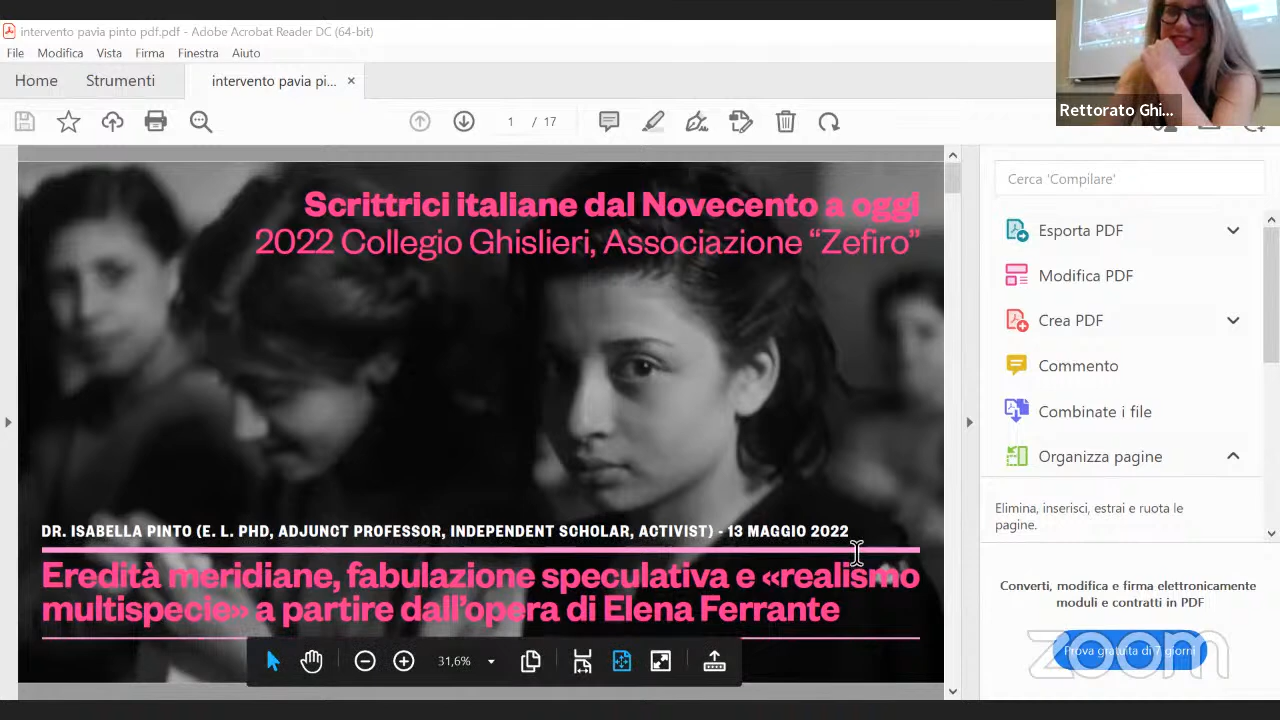 intervento pavia pinto pdf.pdf - Adobe Acrobat Reader DC (64-bit)
File Modifica Vista Firma Finestra Aiuto
Home Strumenti intervento pavia pi... ×
1 / 17
Rettorato Ghi...
Scrittrici italiane dal Novecento a oggi
2022 Collegio Ghislieri, Associazione “Zefiro”
DR. ISABELLA PINTO (E. L. PHD, ADJUNCT PROFESSOR, INDEPENDENT SCHOLAR, ACTIVIST) - 13 MAGGIO 2022
Eredità meridiane, fabulazione speculativa e «realismo
multispecie» a partire dall’opera di Elena Ferrante
31,6%
Cerca 'Compilare'
Esporta PDF
Modifica PDF
Crea PDF
Commento
Combinate i file
Organizza pagine
Elimina, inserisci, estrai e ruota le
pagine.
Converti, modifica e firma elettronicamente
moduli e contratti in PDF
Prova gratuita di 7 giorni
zoom